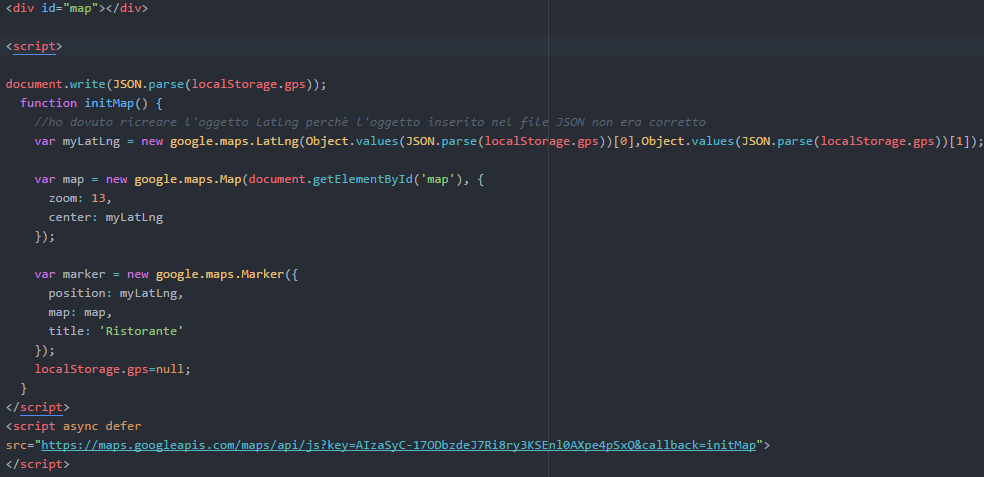 <div id="map"></div>
<script>
document.write(JSON.parse(localStorage.gps));
function initMap() {
//ho dovuto ricreare l'oggetto LatLng perchè l'oggetto inserito nel file JSON non era corretto
var myLatLng = new google.maps.LatLng(Object.values(JSON.parse(localStorage.gps))[0],Object.values(JSON.parse(localStorage.gps))[1]);
var map = new google.maps.Map(document.getElementById('map'), {
zoom: 13,
center: myLatLng
});
var marker = new google.maps.Marker({
position: myLatLng,
map: map,
title: 'Ristorante'
});
localStorage.gps=null;
}
</script>
<script async defer
src="https://maps.googleapis.com/maps/api/js?key=AIzaSyC-17ODbzdeJ7Ri8ry3KSEnl0AXpe4pSxQ&callback=initMap">
</script>